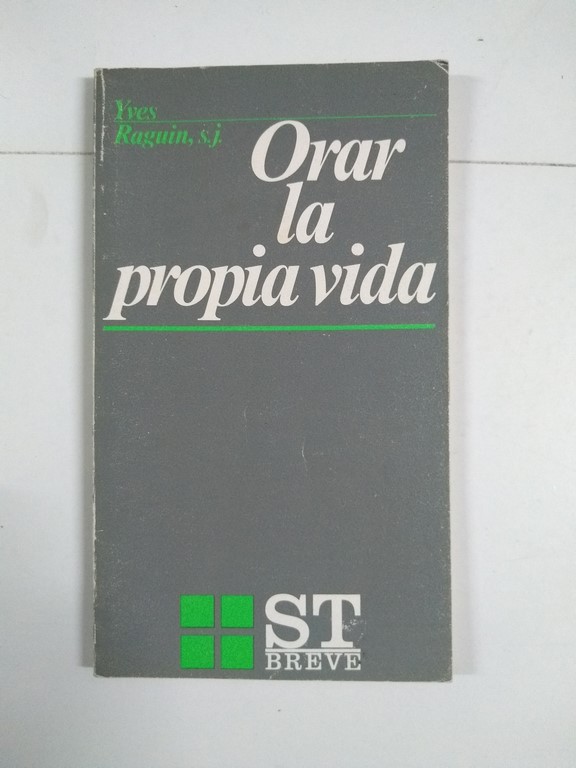 Yves
Raguin, s.j.
Orar
la
propia vida
ST
BREVE